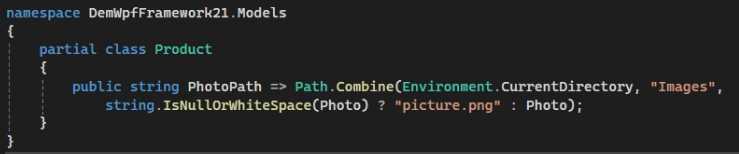 namespace DemWpfFramework21.Models
{
partial class Product
{
public string PhotoPath => Path.Combine(Environment.CurrentDirectory, "Images",
string.IsNullOrWhiteSpace(Photo) ? "picture.png" : Photo);
}
}